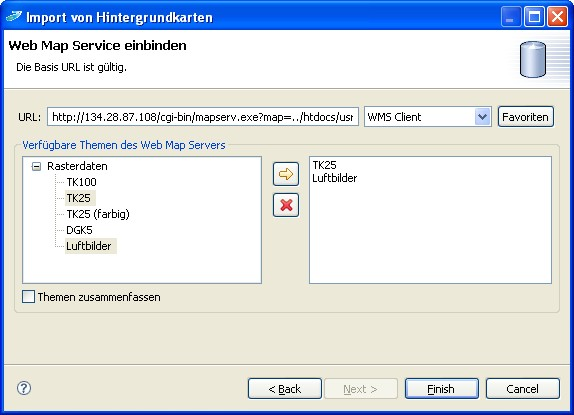 Import von Hintergrundkarten
Web Map Service einbinden
Die Basis URL ist gültig.
URL: http://134.28.87.108/cgi-bin/mapserv.exe?map=../htdocs/usr WMS Client Favoriten
Verfügbare Themen des Web Map Servers
Rasterdaten
TK100
TK25
TK25 (farbig)
DGK5
Luftbilder
TK25
Luftbilder
Themen zusammenfassen
< Back Next > Finish Cancel